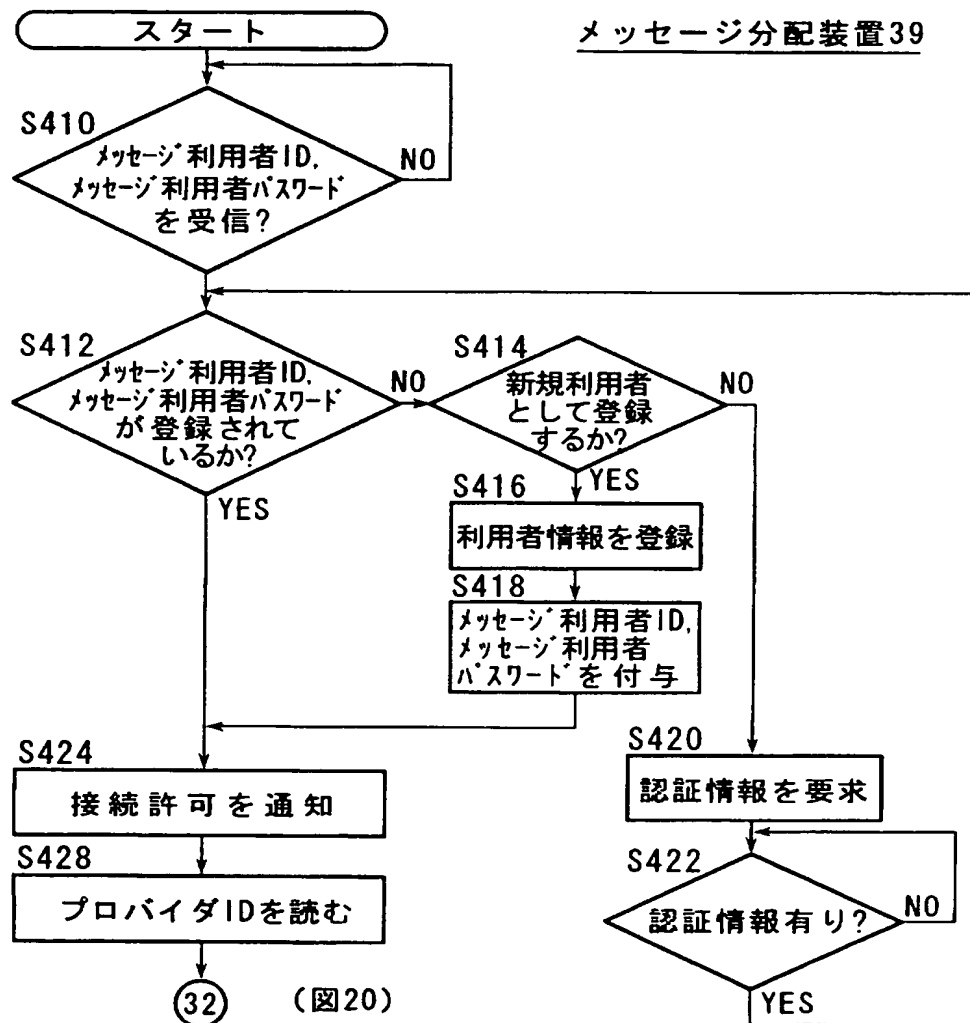 スタート
メッセージ分配装置39
S410
メッセージ利用者ID,
メッセージ利用者パスワード
を受信?
NO
S412
メッセージ利用者ID,
メッセージ利用者パスワード
が登録されて
いるか?
NO
YES
S414
新規利用者
として登録
するか?
NO
YES
S416
利用者情報を登録
S418
メッセージ利用者ID,
メッセージ利用者
パスワードを付与
S424
接続許可を通知
S428
プロバイダIDを読む
32
(図20)
S420
認証情報を要求
S422
認証情報有り?
NO
YES